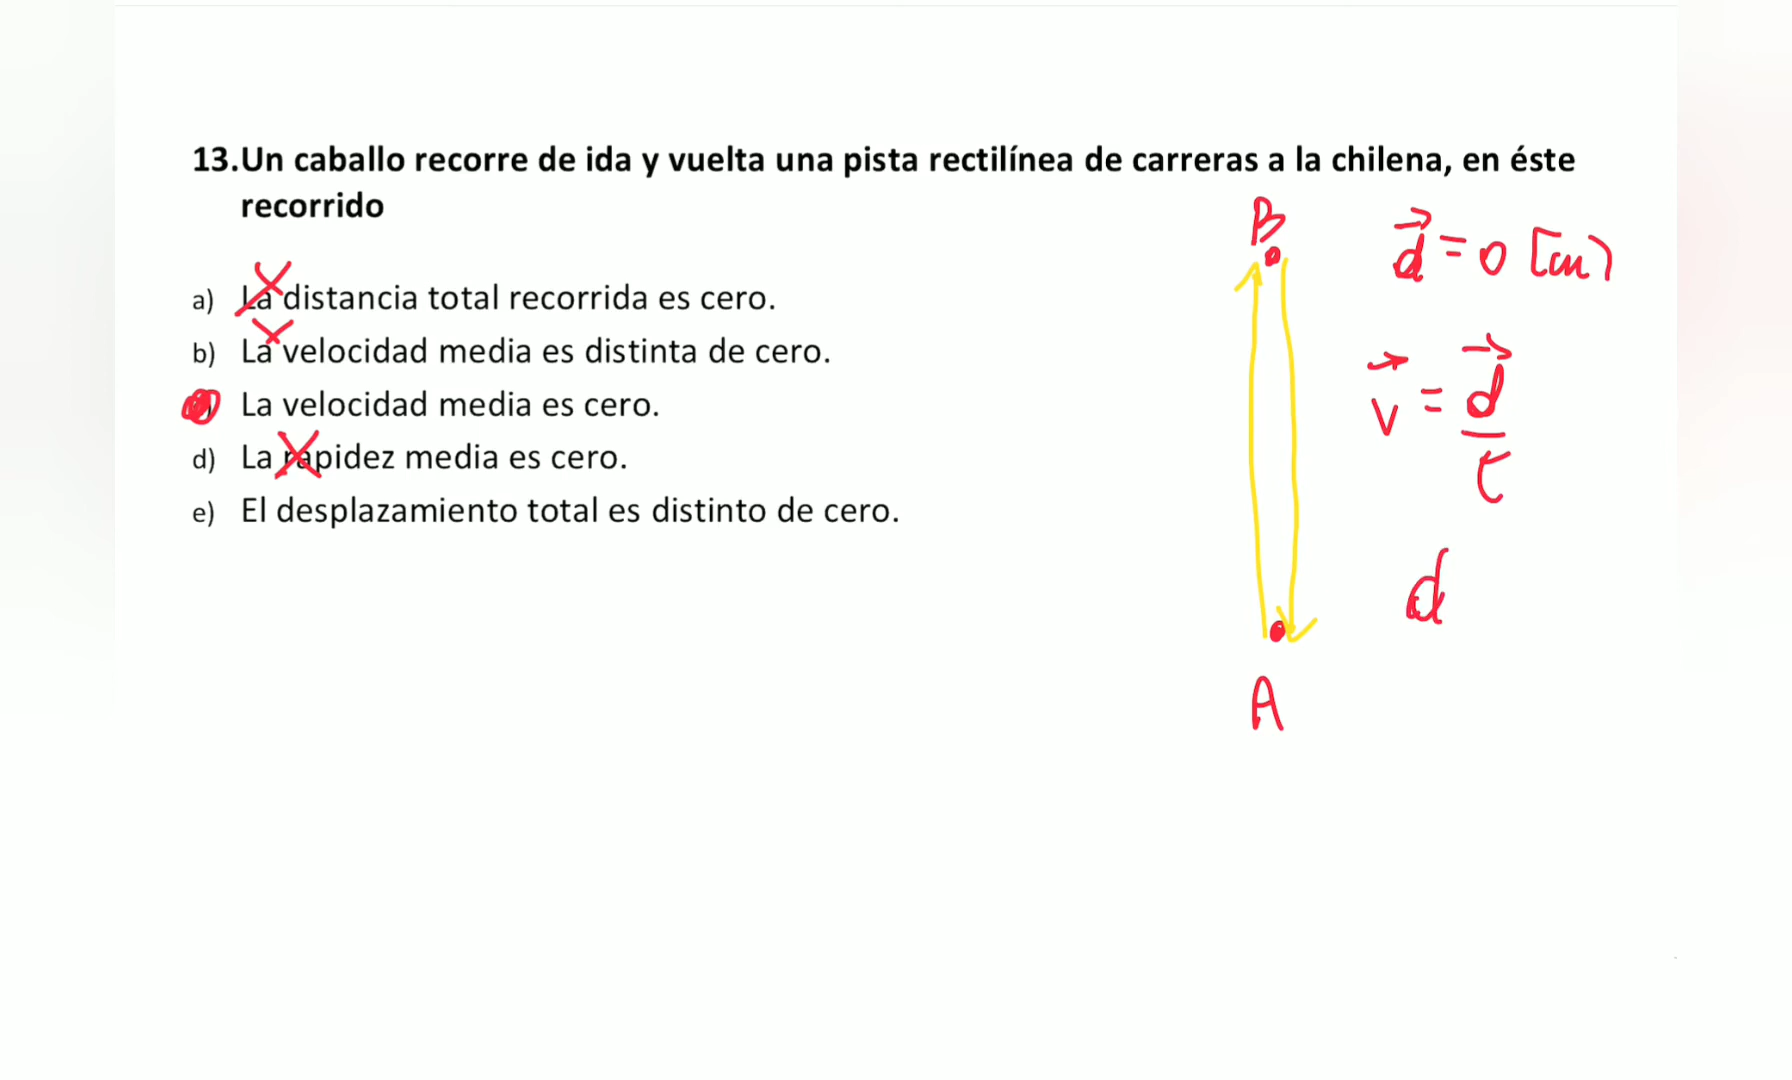 13.Un caballo recorre de ida y vuelta una pista rectilínea de carreras a la chilena, en éste
recorrido
a) La distancia total recorrida es cero.
b) La velocidad media es distinta de cero.
La velocidad media es cero.
d) La rapidez media es cero.
e) El desplazamiento total es distinto de cero.
B
d⃗ = 0 [m]
v⃗ = d⃗
t
d
A